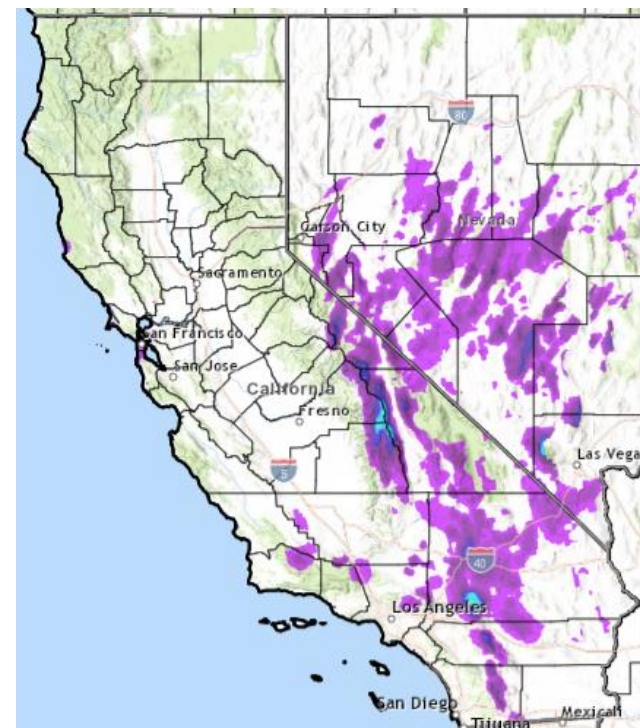 80
Nevada
Carson City
Sacramento
San Francisco
San Jose
California
Fresno
5
Las Vega
40
Los Angeles
San Diego
Mexicali
Tijuana